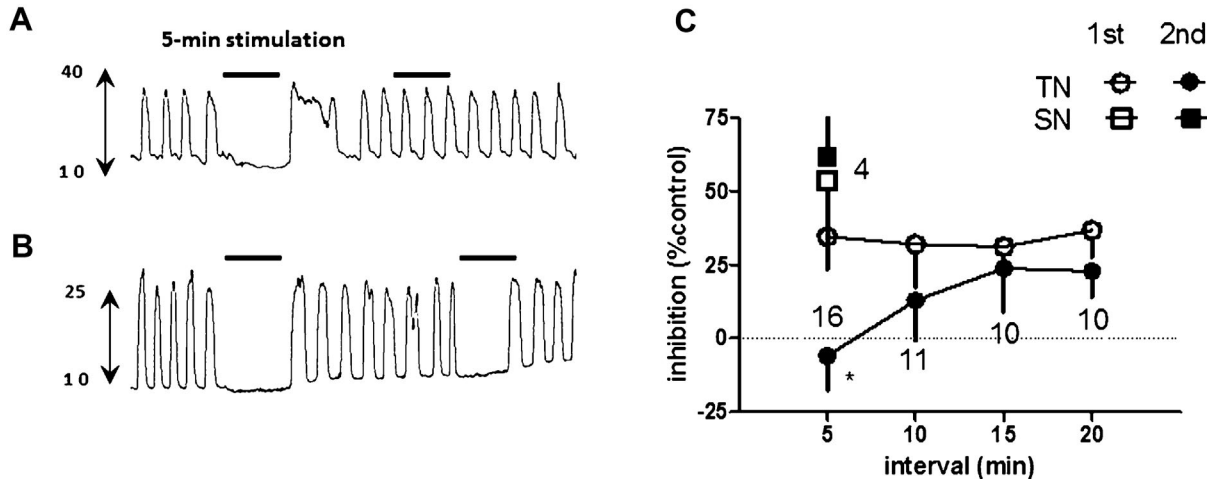 A
5-min stimulation
40
10
B
25
10
C
1st 2nd
TN
SN
inhibition (%control)
75
50
25
0
-25
4
16
11
10
10
*
5 10 15 20
interval (min)